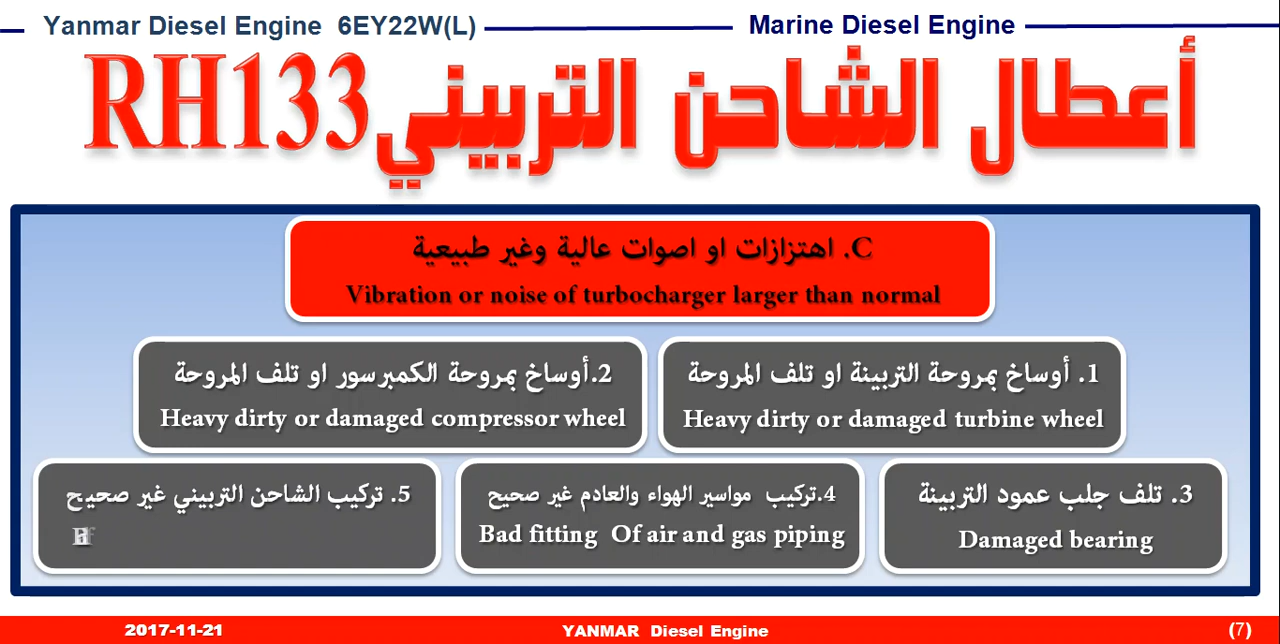 Yanmar Diesel Engine 6EY22W(L)
Marine Diesel Engine
أعطال الشاحن التربيني RH133
C. اهتزازات او اصوات عالية وغير طبيعية
Vibration or noise of turbocharger larger than normal
1. أوساخ بمروحة التربينة او تلف المروحة
Heavy dirty or damaged turbine wheel
2.أوساخ بمروحة الكمبرسور او تلف المروحة
Heavy dirty or damaged compressor wheel
3. تلف جلب عمود التربينة
Damaged bearing
4.تركيب مواسير الهواء والعادم غير صحيح
Bad fitting Of air and gas piping
5. تركيب الشاحن التربيني غير صحيح
2017-11-21
YANMAR Diesel Engine
(7)